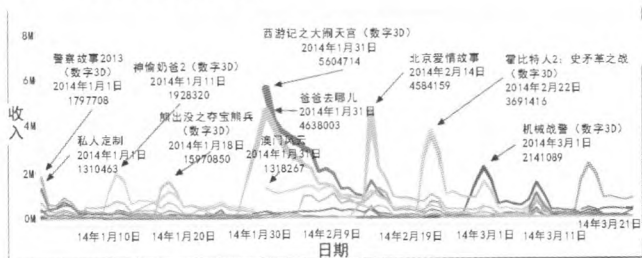 8M
6M
4M
2M
0M
收入
警察故事2013
(数字3D)
2014年1月1日
1797708
私人定制
2014年1月1日
1310463
神偷奶爸2 (数字3D)
2014年1月11日
1928320
熊出没之夺宝熊兵
(数字3D)
2014年1月18日
15970850
西游记之大闹天宫 (数字3D)
2014年1月31日
5604714
爸爸去哪儿
2014年1月31日
4638003
澳门风云
2014年1月31日
1318267
北京爱情故事
2014年2月14日
4584159
霍比特人2: 史矛革之战
(数字3D)
2014年2月22日
3691416
机械战警 (数字3D)
2014年3月1日
2141089
14年1月10日
14年1月20日
14年1月30日
14年2月9日
14年2月19日
14年3月1日
14年3月11日
14年3月21日
日期